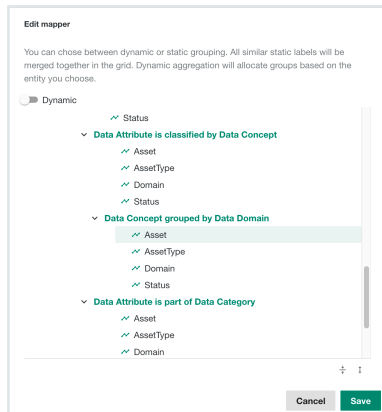 Edit mapper
You can chose between dynamic or static grouping. All similar static labels will be
merged together in the grid. Dynamic aggregation will allocate groups based on the
entity you choose.
Dynamic
Status
Data Attribute is classified by Data Concept
Asset
AssetType
Domain
Status
Data Concept grouped by Data Domain
Asset
AssetType
Domain
Status
Data Attribute is part of Data Category
Asset
AssetType
Domain
Cancel
Save